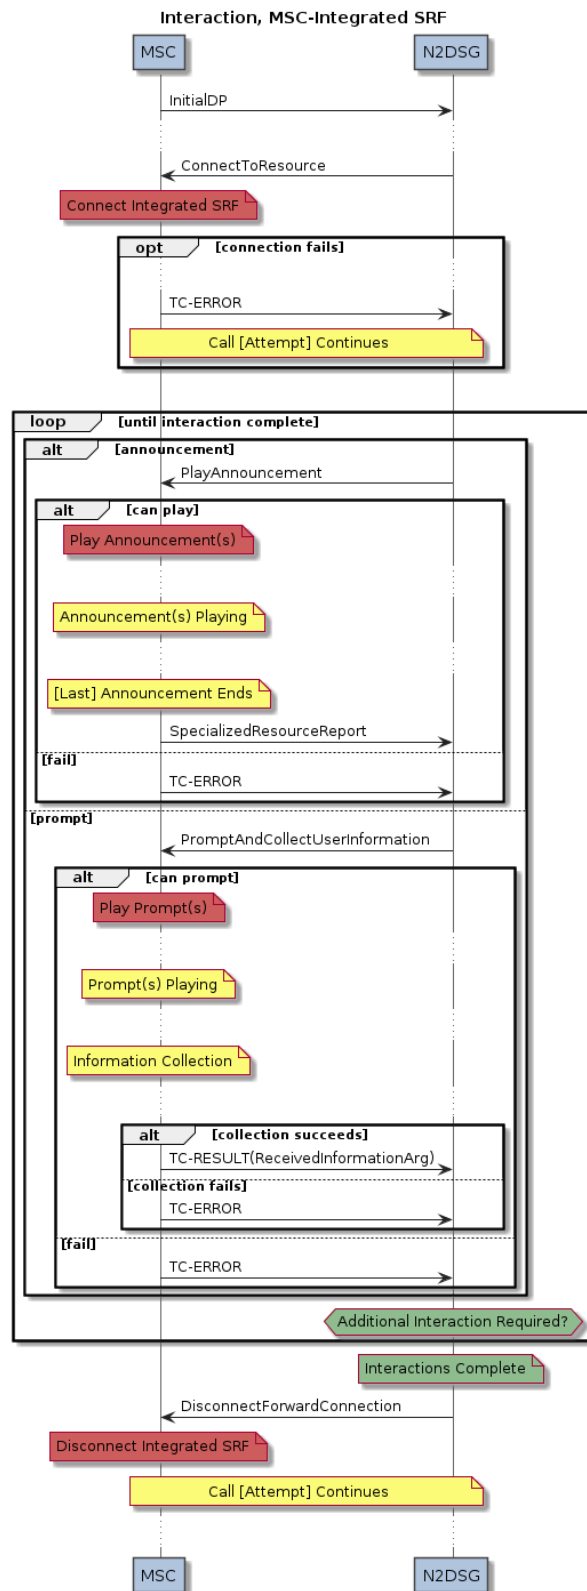 Interaction, MSC-Integrated SRF
MSC
N2DSG
InitialDP
ConnectToResource
Connect Integrated SRF
opt
[connection fails]
TC-ERROR
Call [Attempt] Continues
loop
[until interaction complete]
alt
[announcement]
PlayAnnouncement
alt
[can play]
Play Announcement(s)
Announcement(s) Playing
[Last] Announcement Ends
SpecializedResourceReport
[fail]
TC-ERROR
[prompt]
PromptAndCollectUserInformation
alt
[can prompt]
Play Prompt(s)
Prompt(s) Playing
Information Collection
alt
[collection succeeds]
TC-RESULT(ReceivedInformationArg)
[collection fails]
TC-ERROR
[fail]
TC-ERROR
Additional Interaction Required?
Interactions Complete
DisconnectForwardConnection
Disconnect Integrated SRF
Call [Attempt] Continues
MSC
N2DSG